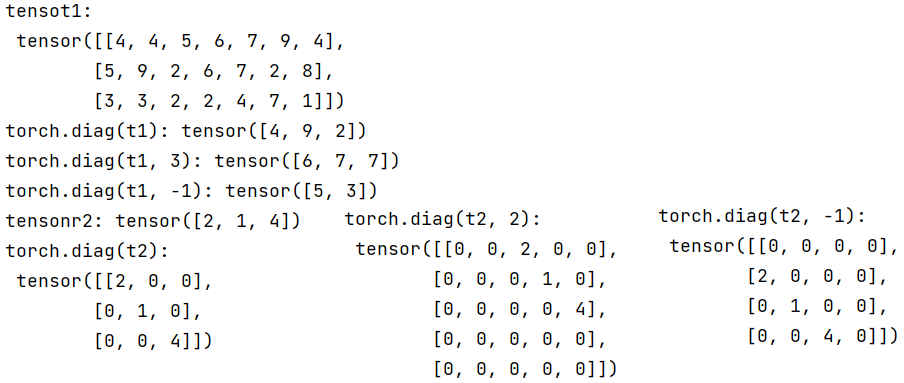 tensot1:
 tensor([[4, 4, 5, 6, 7, 9, 4],
        [5, 9, 2, 6, 7, 2, 8],
        [3, 3, 2, 2, 4, 7, 1]])
torch.diag(t1): tensor([4, 9, 2])
torch.diag(t1, 3): tensor([6, 7, 7])
torch.diag(t1, -1): tensor([5, 3])
tensonr2: tensor([2, 1, 4])
torch.diag(t2):
 tensor([[2, 0, 0],
        [0, 1, 0],
        [0, 0, 4]])
torch.diag(t2, 2):
 tensor([[0, 0, 2, 0, 0],
        [0, 0, 0, 1, 0],
        [0, 0, 0, 0, 4],
        [0, 0, 0, 0, 0],
        [0, 0, 0, 0, 0]])
torch.diag(t2, -1):
 tensor([[0, 0, 0, 0],
        [2, 0, 0, 0],
        [0, 1, 0, 0],
        [0, 0, 4, 0]])